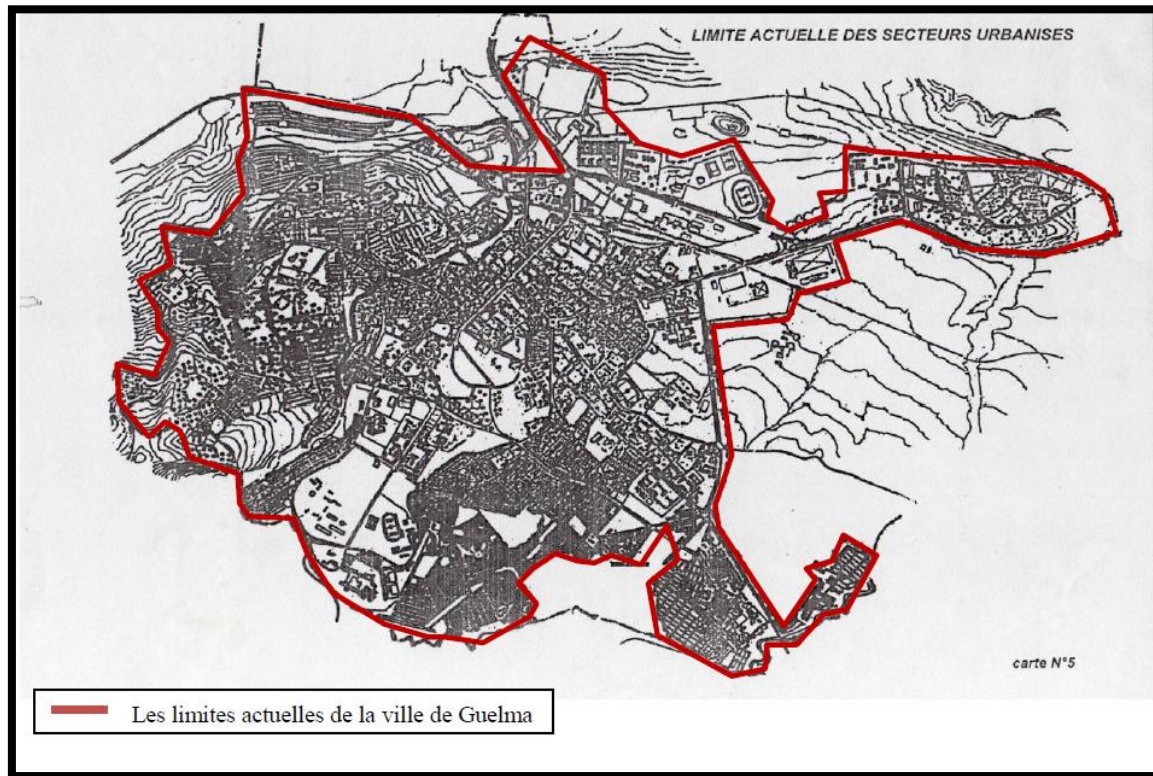 LIMITE ACTUELLE DES SECTEURS URBANISES
carte N°5
Les limites actuelles de la ville de Guelma